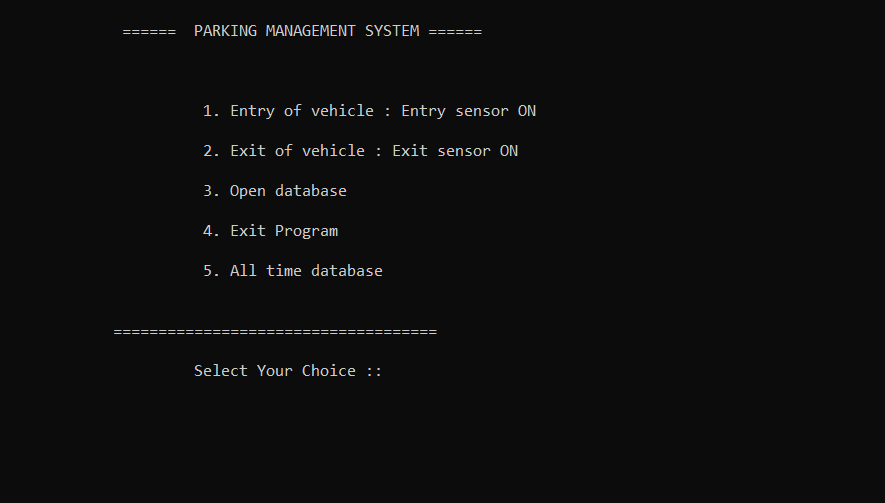 ====== PARKING MANAGEMENT SYSTEM ======
1. Entry of vehicle : Entry sensor ON
2. Exit of vehicle : Exit sensor ON
3. Open database
4. Exit Program
5. All time database
====================================
Select Your Choice ::